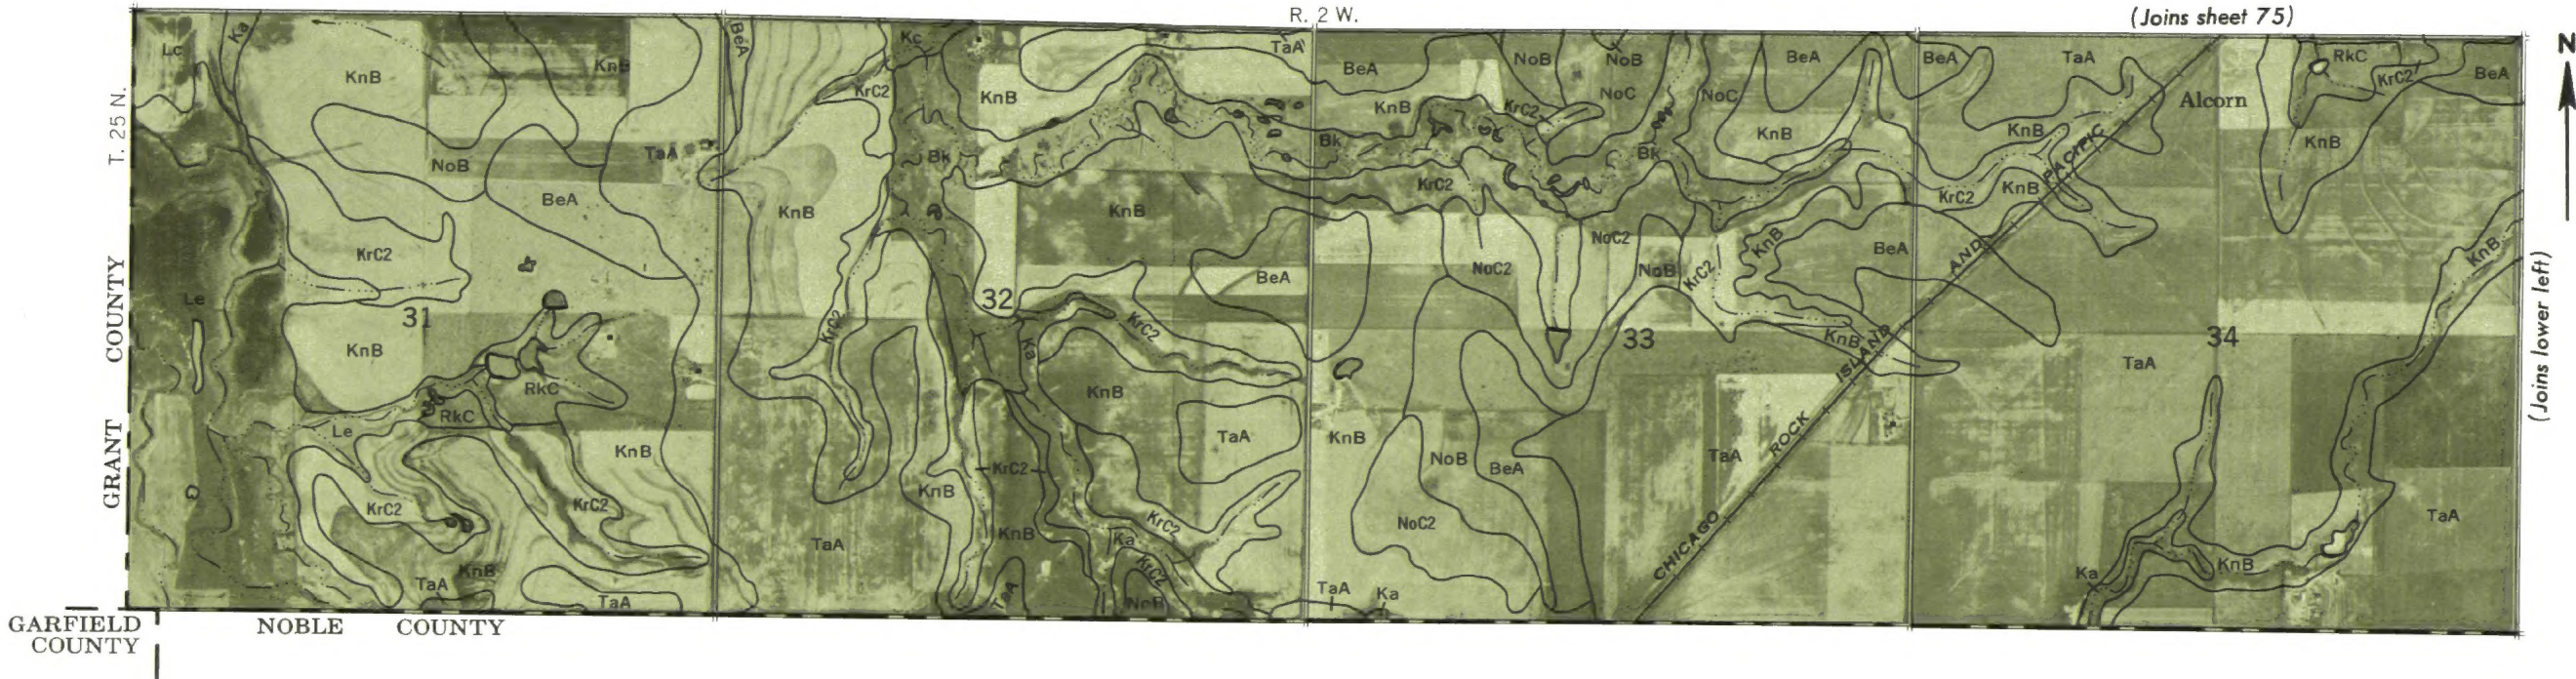 R. 2 W.
(Joins sheet 75)
N
T. 25 N.
GRANT COUNTY
(Joins lower left)
Lc
Ka
KnB
KnB
BeA
Kc
KrC2
KnB
TaA
BeA
NoB
NoB
NoC
NoC
BeA
BeA
TaA
Alcorn
RkC
KrC2
BeA
KnB
KrC2
KnB
KnB
KnB
NoB
TaA
Bk
Bk
Bk
BeA
KnB
KnB
KrC2
KrC2
KnB
KnB
KrC2
NoC2
BeA
KnB
Le
31
32
BeA
NoC2
NoB
KrC2
KnB
KnB
RkC
RkC
KrC2
Ka
KrC2
KnB
33
KnB
34
TaA
Le
KnB
TaA
KnB
NoB
BeA
TaA
KrC2
KrC2
KrC2
KnB
KnB
KrC2
Ka
KrC2
NoC2
TaA
TaA
TaA
KnB
TaA
TaA
NoB
TaA
Ka
Ka
KnB
CHICAGO ROCK ISLAND AND PACIFIC
GARFIELD
COUNTY
NOBLE COUNTY